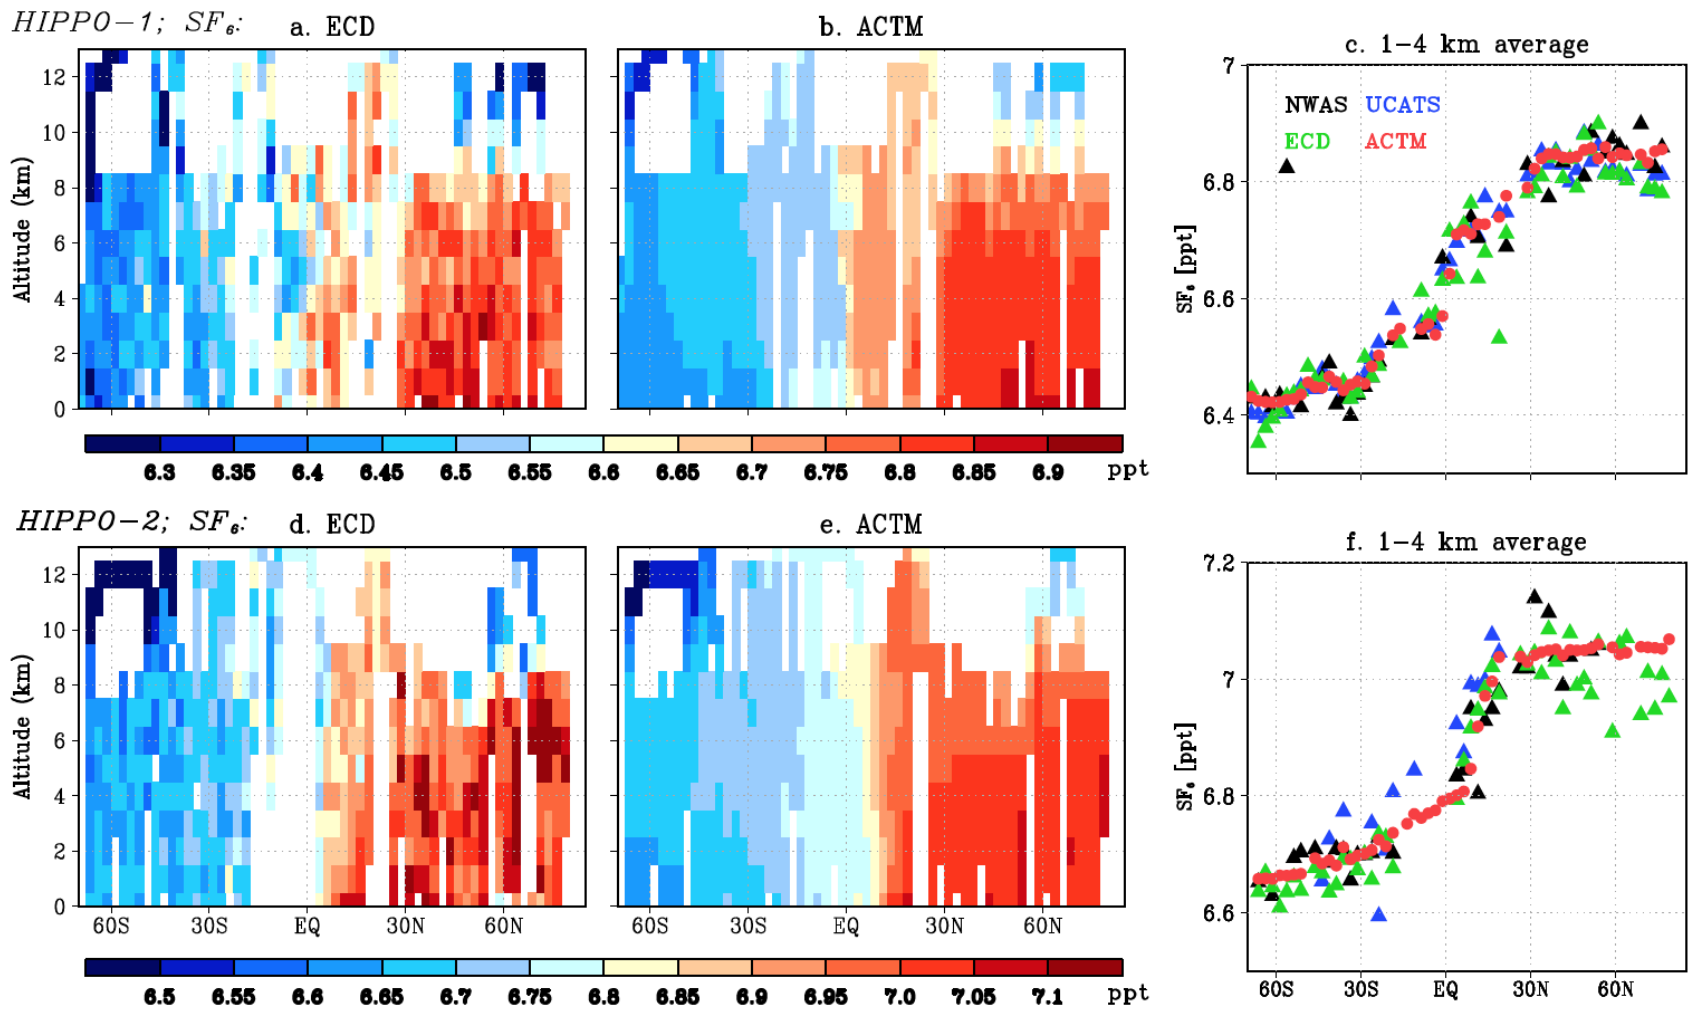 HIPPO-1; SF₆:
a. ECD
b. ACTM
c. 1-4 km average
Altitude (km)
12
10
8
6
4
2
0
7
6.8
6.6
6.4
SF₆ [ppt]
NWAS UCATS
ECD ACTM
6.3 6.35 6.4 6.45 6.5 6.55 6.6 6.65 6.7 6.75 6.8 6.85 6.9 ppt
HIPPO-2; SF₆:
d. ECD
e. ACTM
f. 1-4 km average
Altitude (km)
12
10
8
6
4
2
0
60S 30S EQ 30N 60N
60S 30S EQ 30N 60N
7.2
7
6.8
6.6
SF₆ [ppt]
60S 30S EQ 30N 60N
6.5 6.55 6.6 6.65 6.7 6.75 6.8 6.85 6.9 6.95 7.0 7.05 7.1 ppt